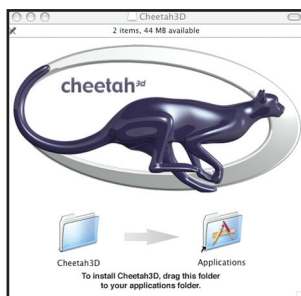 Cheetah3D
2 items, 44 MB available
cheetah3d
Cheetah3D
Applications
To install Cheetah3D, drag this folder
to your applications folder.